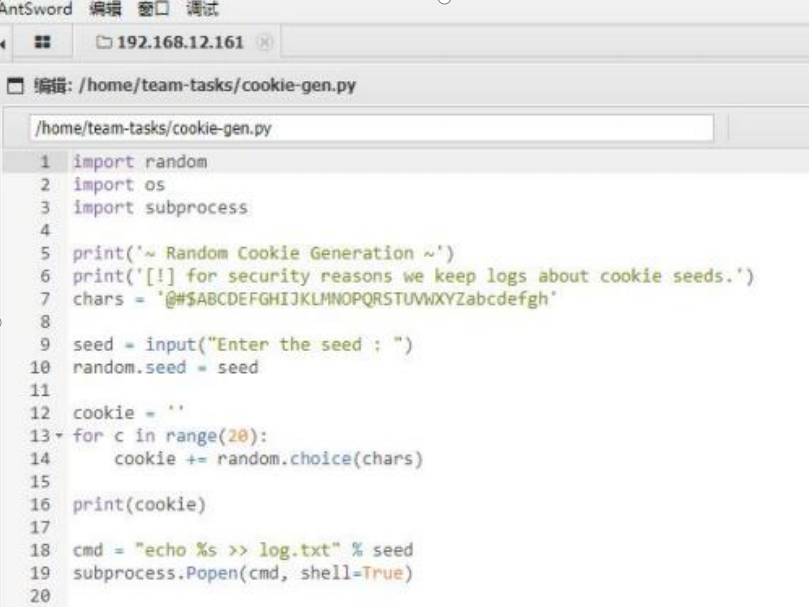 AntSword 编辑 窗口 调试
192.168.12.161
编辑: /home/team-tasks/cookie-gen.py
/home/team-tasks/cookie-gen.py
1 import random
2 import os
3 import subprocess
4
5 print('~ Random Cookie Generation ~')
6 print('[!] for security reasons we keep logs about cookie seeds.')
7 chars = '@#$ABCDEFGHIJKLMNOPQRSTUVWXYZabcdefgh'
8
9 seed = input("Enter the seed : ")
10 random.seed = seed
11
12 cookie = ''
13 for c in range(20):
14     cookie += random.choice(chars)
15
16 print(cookie)
17
18 cmd = "echo %s >> log.txt" % seed
19 subprocess.Popen(cmd, shell=True)
20